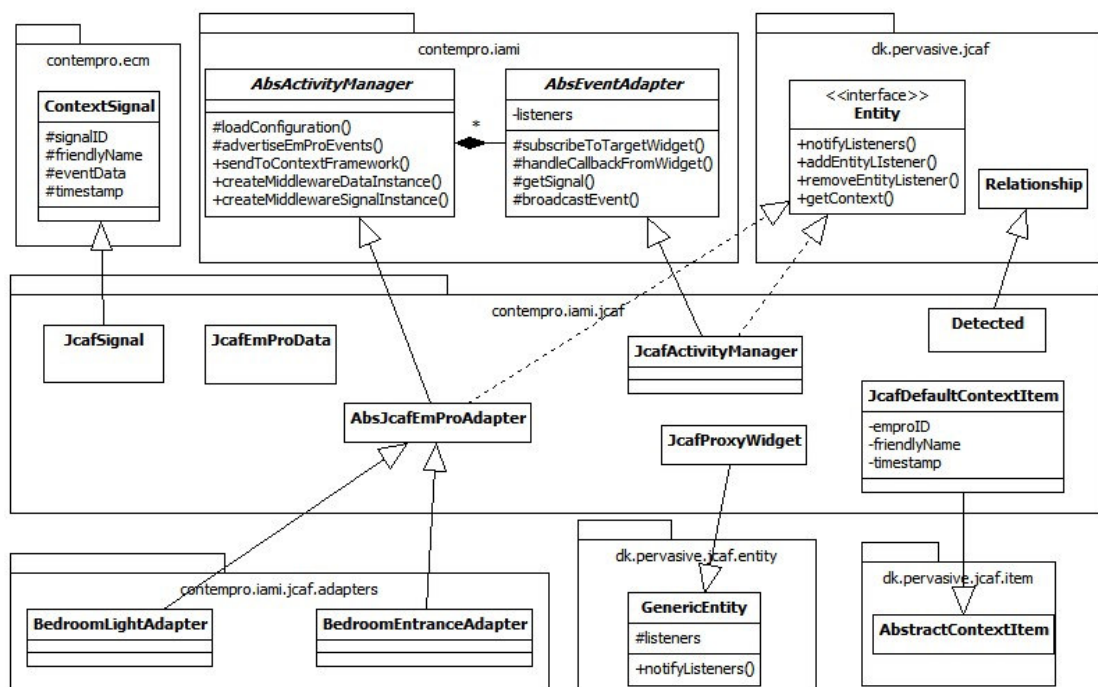 contempro.ecm
ContextSignal
#signalID
#friendlyName
#eventData
#timestamp
contempro.iami
AbsActivityManager
#loadConfiguration()
#advertiseEmProEvents()
+sendToContextFramework()
+createMiddlewareDataInstance()
+createMiddlewareSignalInstance()
*
AbsEventAdapter
-listeners
#subscribeToTargetWidget()
#handleCallbackFromWidget()
#getSignal()
#broadcastEvent()
dk.pervasive.jcaf
<<interface>>
Entity
+notifyListeners()
+addEntityLIstener()
+removeEntityListener()
+getContext()
Relationship
contempro.iami.jcaf
JcafSignal
JcafEmProData
JcafActivityManager
Detected
AbsJcafEmProAdapter
JcafProxyWidget
JcafDefaultContextItem
-emproID
-friendlyName
-timestamp
contempro.iami.jcaf.adapters
BedroomLightAdapter
BedroomEntranceAdapter
dk.pervasive.jcaf.entity
GenericEntity
#listeners
+notifyListeners()
dk.pervasive.jcaf.item
AbstractContextItem